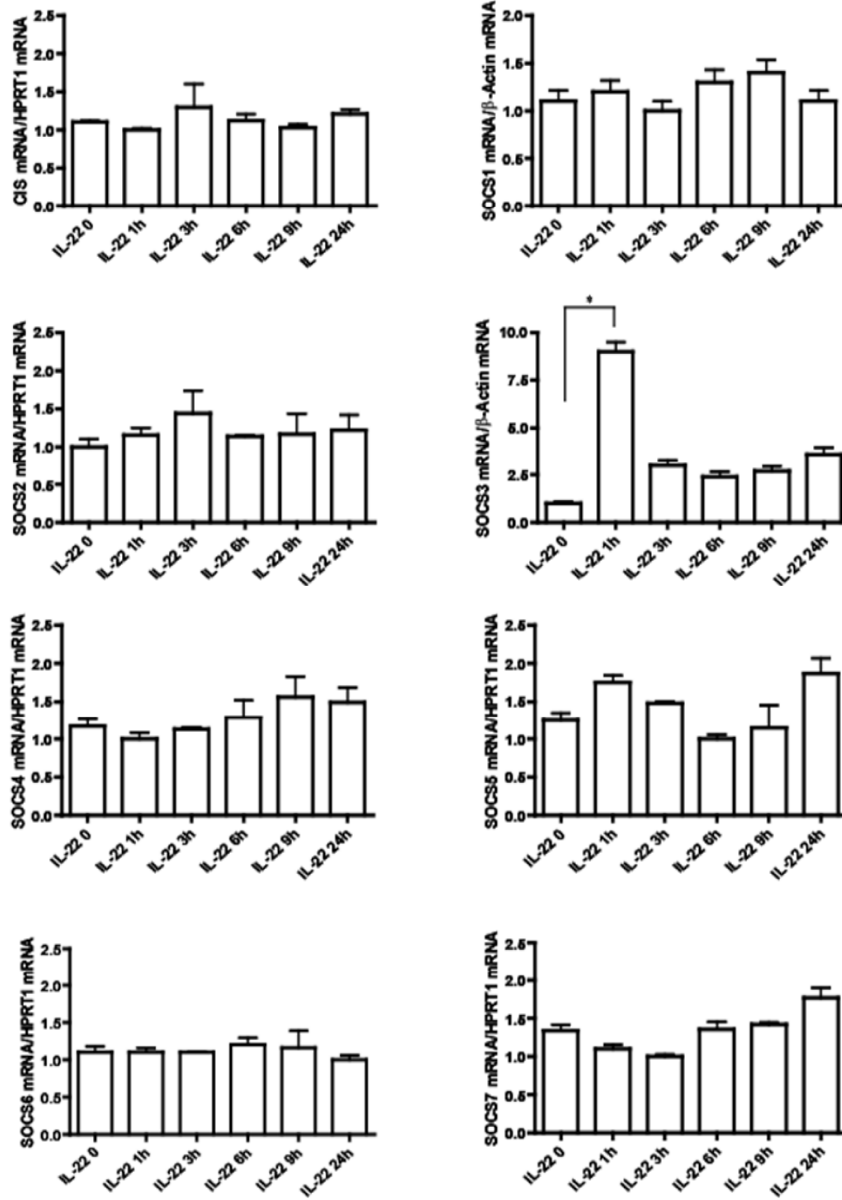 CIS mRNA/HPRT1 mRNA
2.5
2.0
1.5
1.0
0.5
0.0
IL-22 0
IL-22 1h
IL-22 3h
IL-22 6h
IL-22 9h
IL-22 24h
SOCS1 mRNA/β-Actin mRNA
2.0
1.5
1.0
0.5
0.0
IL-22 0
IL-22 1h
IL-22 3h
IL-22 6h
IL-22 9h
IL-22 24h
SOCS2 mRNA/HPRT1 mRNA
2.5
2.0
1.5
1.0
0.5
0.0
IL-22 0
IL-22 1h
IL-22 3h
IL-22 6h
IL-22 9h
IL-22 24h
SOCS3 mRNA/β-Actin mRNA
*
10.0
7.5
5.0
2.5
0.0
IL-22 0
IL-22 1h
IL-22 3h
IL-22 6h
IL-22 9h
IL-22 24h
SOCS4 mRNA/HPRT1 mRNA
2.5
2.0
1.5
1.0
0.5
0.0
IL-22 0
IL-22 1h
IL-22 3h
IL-22 6h
IL-22 9h
IL-22 24h
SOCS5 mRNA/HPRT1 mRNA
2.5
2.0
1.5
1.0
0.5
0.0
IL-22 0
IL-22 1h
IL-22 3h
IL-22 6h
IL-22 9h
IL-22 24h
SOCS6 mRNA/HPRT1 mRNA
2.5
2.0
1.5
1.0
0.5
0.0
IL-22 0
IL-22 1h
IL-22 3h
IL-22 6h
IL-22 9h
IL-22 24h
SOCS7 mRNA/HPRT1 mRNA
2.5
2.0
1.5
1.0
0.5
0.0
IL-22 0
IL-22 1h
IL-22 3h
IL-22 6h
IL-22 9h
IL-22 24h